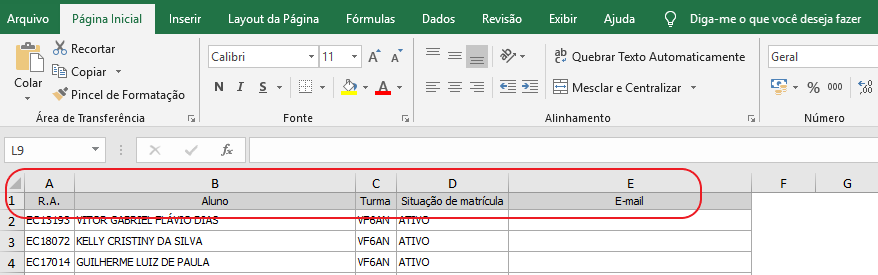 Arquivo Página Inicial Inserir Layout da Página Fórmulas Dados Revisão Exibir Ajuda Diga-me o que você deseja fazer
Colar
Recortar
Copiar
Pincel de Formatação
Área de Transferência
Calibri 11
N I S
Fonte
ab Quebrar Texto Automaticamente
Mesclar e Centralizar
Alinhamento
Geral
% 000
Número
L9 fx
A B C D E F G
1 R.A. Aluno Turma Situação de matrícula E-mail
2 EC13193 VITOR GABRIEL FLÁVIO DIAS VF6AN ATIVO
3 EC18072 KELLY CRISTINY DA SILVA VF6AN ATIVO
4 EC17014 GUILHERME LUIZ DE PAULA VF6AN ATIVO